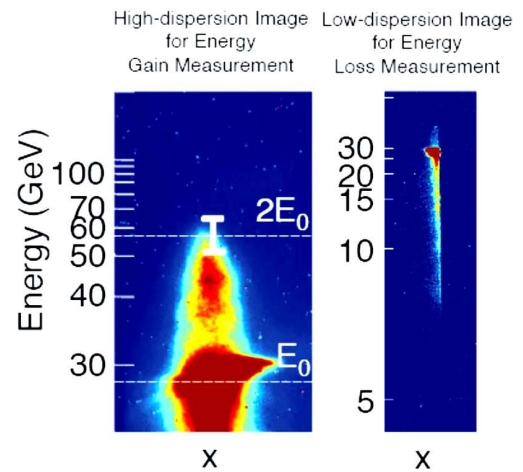 High-dispersion Image
for Energy
Gain Measurement
Low-dispersion Image
for Energy
Loss Measurement
Energy (GeV)
100
70
60
50
40
30
2E₀
E₀
X
30
20
15
10
5
X